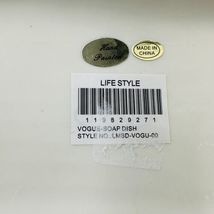 Hand
Painted
MADE IN
CHINA
LIFE STYLE
119829271
VOGUE-SOAP DISH
STYLE NO.:LMSD-VOGU-00